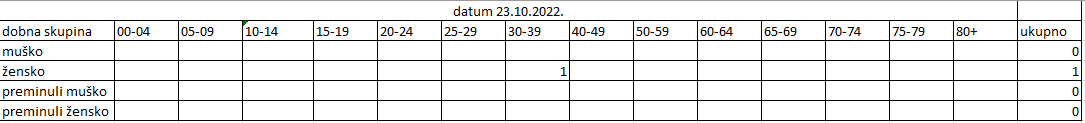 datum 23.10.2022.
dobna skupina 00-04 05-09 10-14 15-19 20-24 25-29 30-39 40-49 50-59 60-64 65-69 70-74 75-79 80+ ukupno
muško 0
žensko 1 1
preminuli muško 0
preminuli žensko 0